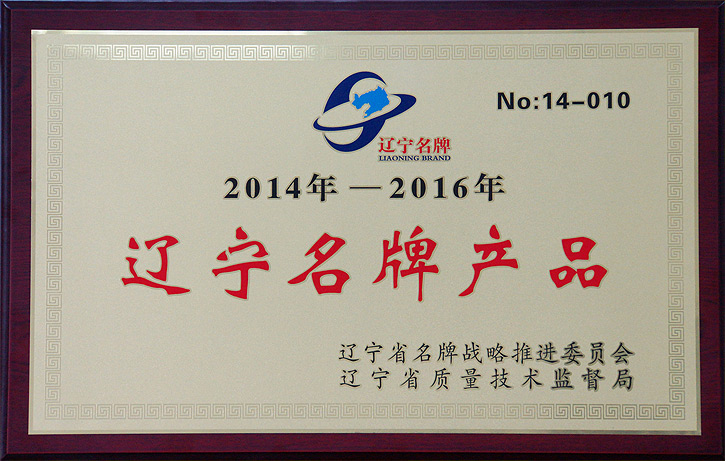 No:14-010
辽宁名牌
LIAONING BRAND
2014年—2016年
辽宁名牌产品
辽宁省名牌战略推进委员会
辽宁省质量技术监督局